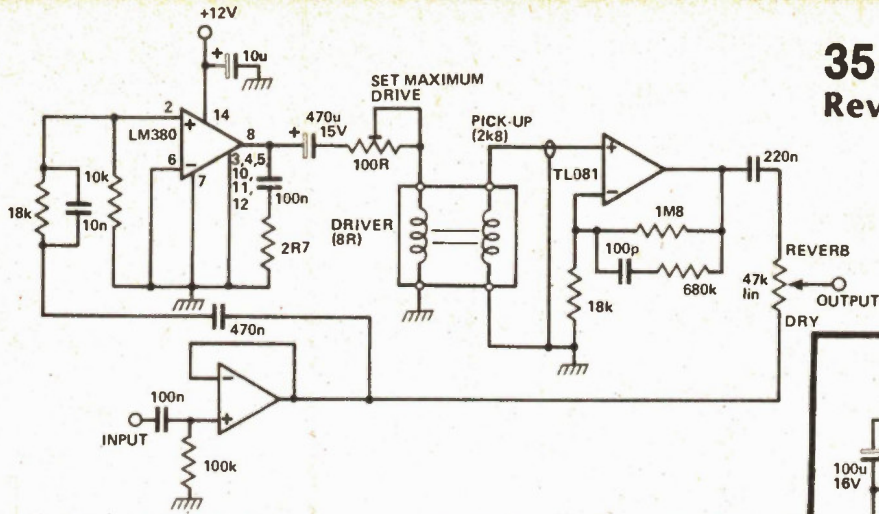 +12V
+
10u
35
Rev
SET MAXIMUM
DRIVE
2
14
+
LM380
8
+
470u
15V
PICK-UP
(2k8)
6
-
7
3,4,5,
10,
11,
12
100R
+
TL081
-
220n
18k
10n
10k
100n
2R7
DRIVER
(8R)
1M8
100p
680k
REVERB
47k
lin
OUTPUT
DRY
18k
470n
-
+
100n
INPUT
100k
100u
16V